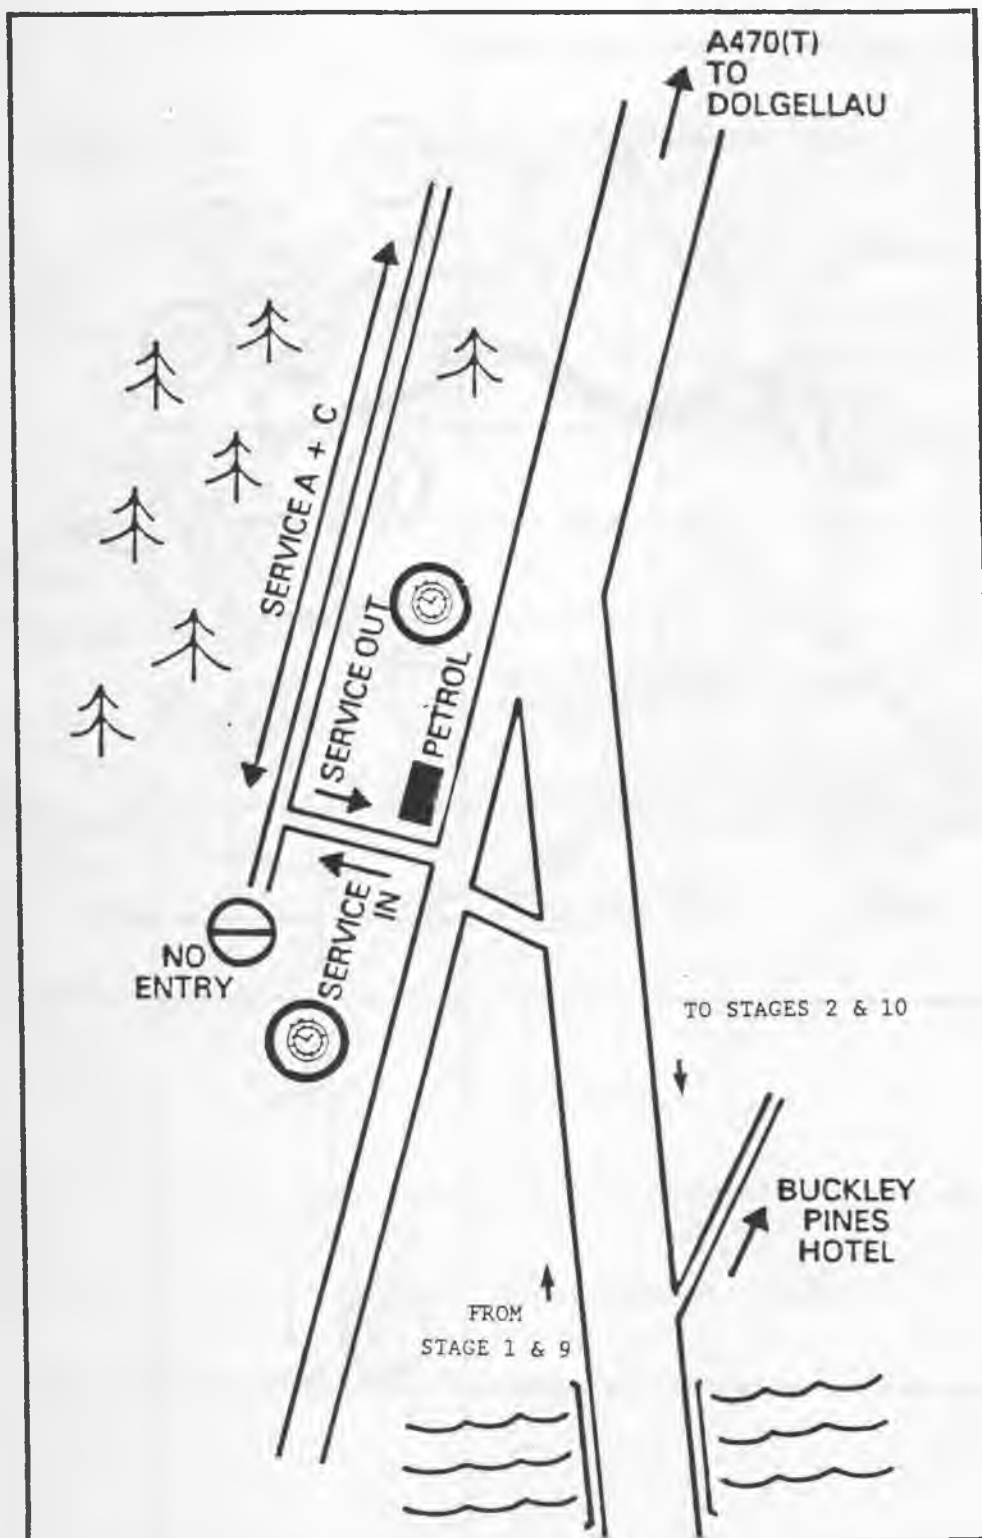 A470(T)
TO
DOLGELLAU
SERVICE A + C
SERVICE OUT
PETROL
SERVICE
IN
NO
ENTRY
TO STAGES 2 & 10
BUCKLEY
PINES
HOTEL
FROM
STAGE 1 & 9